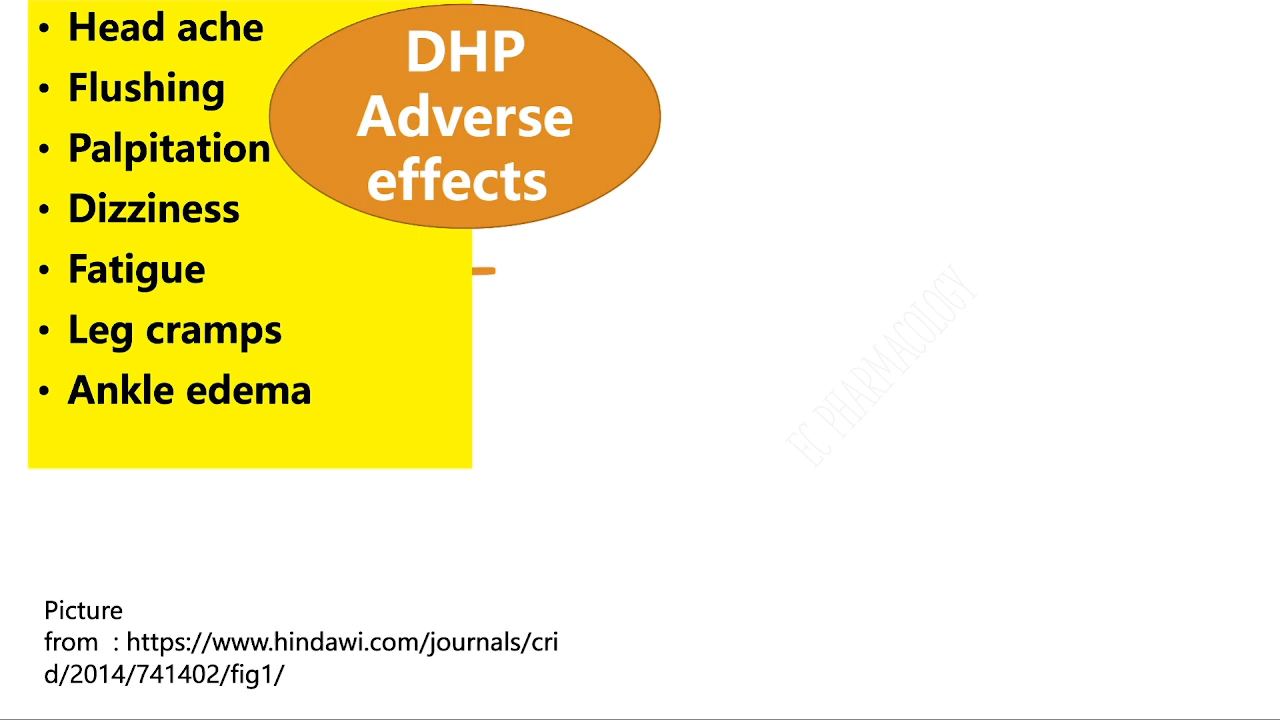 • Head ache
• Flushing
• Palpitation
• Dizziness
• Fatigue
• Leg cramps
• Ankle edema
DHP
Adverse
effects
EC PHARMACOLOGY
Picture
from : https://www.hindawi.com/journals/cri
d/2014/741402/fig1/